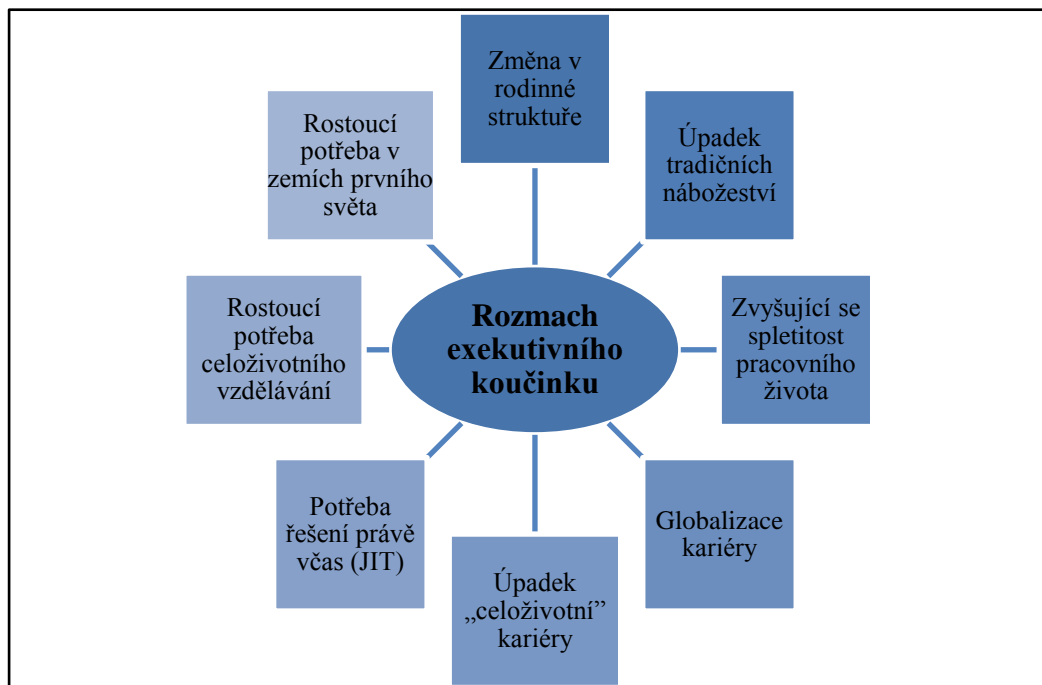 Změna v
rodinné
struktuře
Úpadek
tradičních
nábožeství
Zvyšující se
spletitost
pracovního
života
Globalizace
kariéry
Úpadek
„celoživotní”
kariéry
Potřeba
řešení právě
včas (JIT)
Rostoucí
potřeba
celoživotního
vzdělávání
Rostoucí
potřeba v
zemích prvního
světa
Rozmach
exekutivního
koučinku